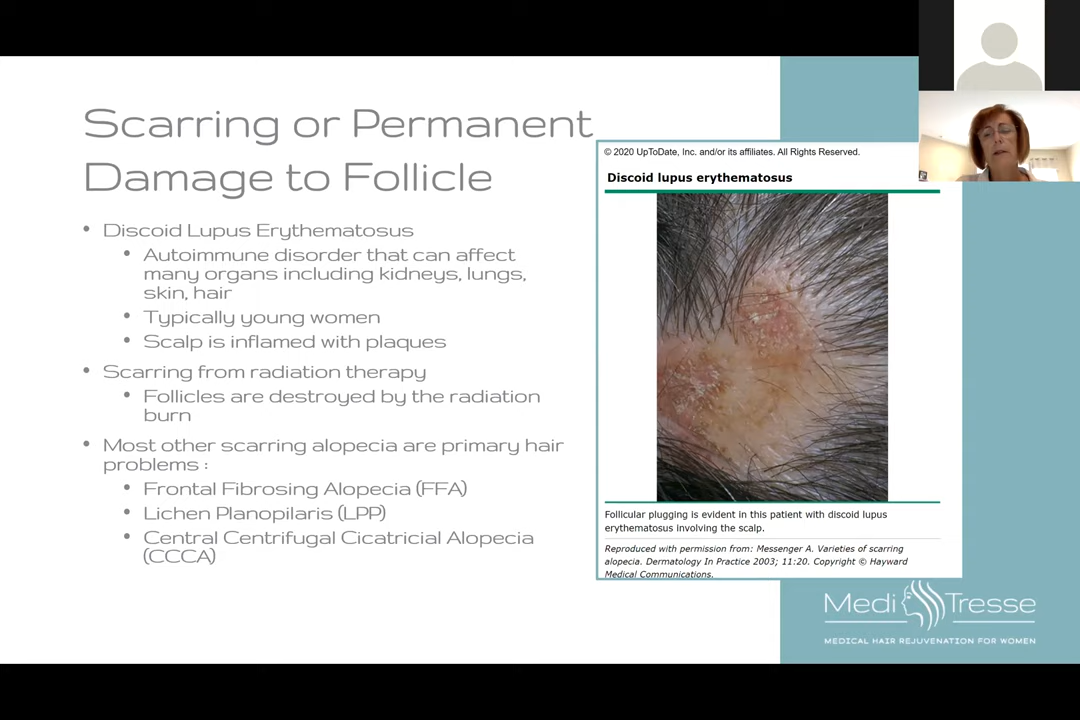 Scarring or Permanent
Damage to Follicle
• Discoid Lupus Erythematosus
• Autoimmune disorder that can affect
many organs including kidneys, lungs,
skin, hair
• Typically young women
• Scalp is inflamed with plaques
• Scarring from radiation therapy
• Follicles are destroyed by the radiation
burn
• Most other scarring alopecia are primary hair
problems :
• Frontal Fibrosing Alopecia (FFA)
• Lichen Planopilaris (LPP)
• Central Centrifugal Cicatricial Alopecia
(CCCA)
© 2020 UpToDate, Inc. and/or its affiliates. All Rights Reserved.
Discoid lupus erythematosus
Follicular plugging is evident in this patient with discoid lupus
erythematosus involving the scalp.
Reproduced with permission from: Messenger A. Varieties of scarring
alopecia. Dermatology In Practice 2003; 11:20. Copyright © Hayward
Medical Communications.
Medi Tresse
MEDICAL HAIR REJUVENATION FOR WOMEN